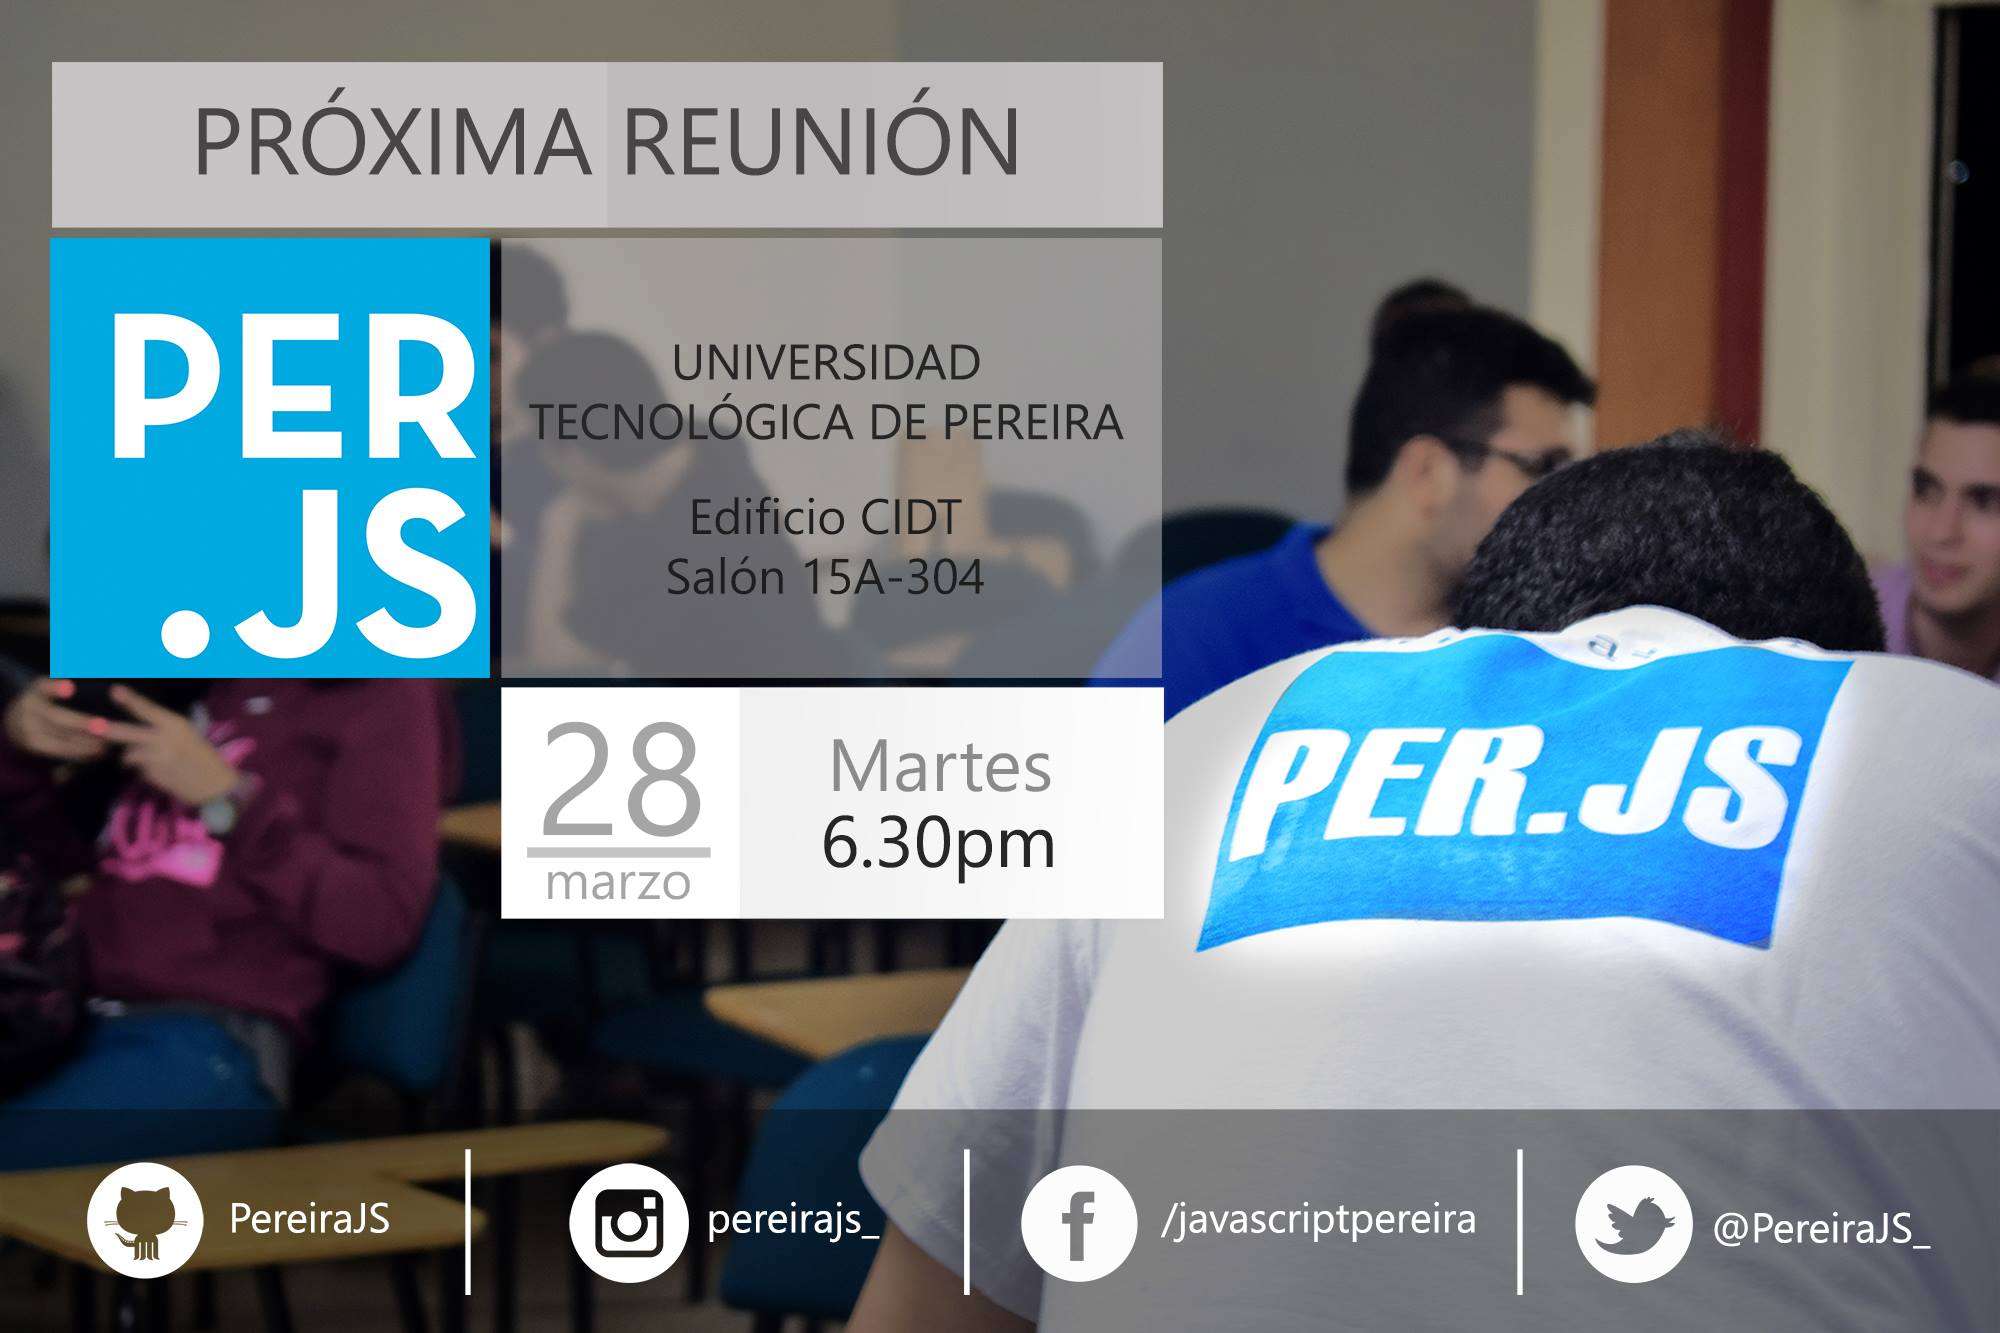 PRÓXIMA REUNIÓN
PER
.JS
UNIVERSIDAD
TECNOLÓGICA DE PEREIRA
Edificio CIDT
Salón 15A-304
28
marzo
Martes
6.30pm
PER.JS
PereiraJS
pereirajs_
/javascriptpereira
@PereiraJS_